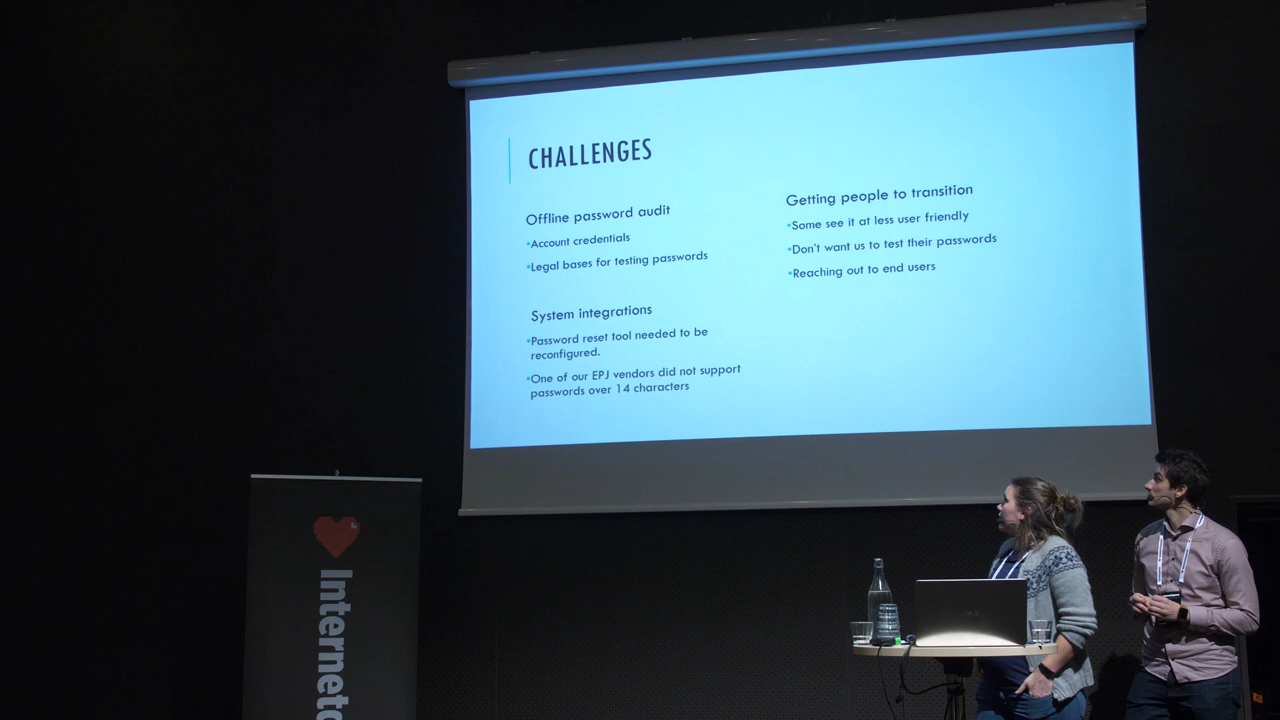 CHALLENGES
Offline password audit
•Account credentials
•Legal bases for testing passwords
System integrations
•Password reset tool needed to be
reconfigured.
•One of our EPJ vendors did not support
passwords over 14 characters
Getting people to transition
•Some see it at less user friendly
•Don't want us to test their passwords
•Reaching out to end users